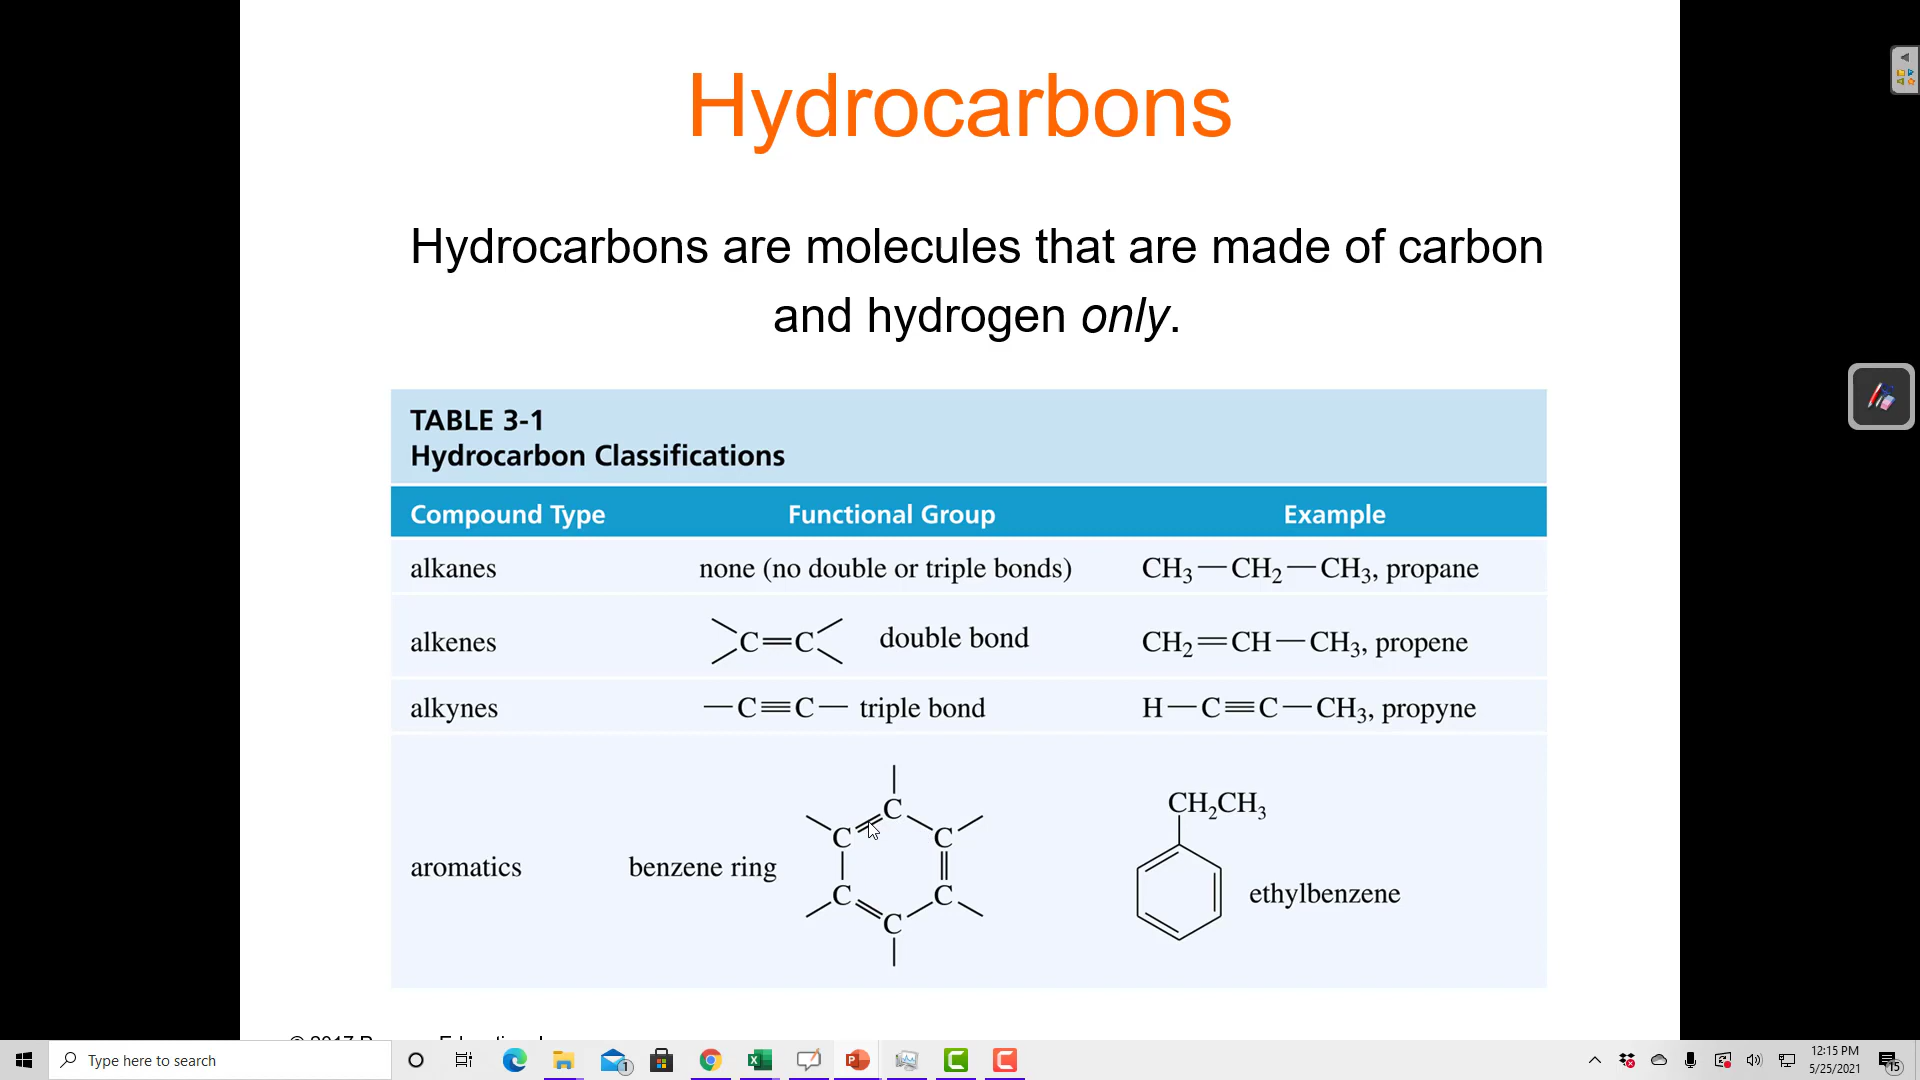 Hydrocarbons
Hydrocarbons are molecules that are made of carbon
and hydrogen only.
TABLE 3-1
Hydrocarbon Classifications
Compound Type Functional Group Example
alkanes none (no double or triple bonds) CH₃—CH₂—CH₃, propane
alkenes C=C double bond CH₂=CH—CH₃, propene
alkynes —C≡C— triple bond H—C≡C—CH₃, propyne
CH₂CH₃
C
C C
aromatics benzene ring
C C
ethylbenzene
C
Type here to search
1
12:15 PM
5/25/2021
15